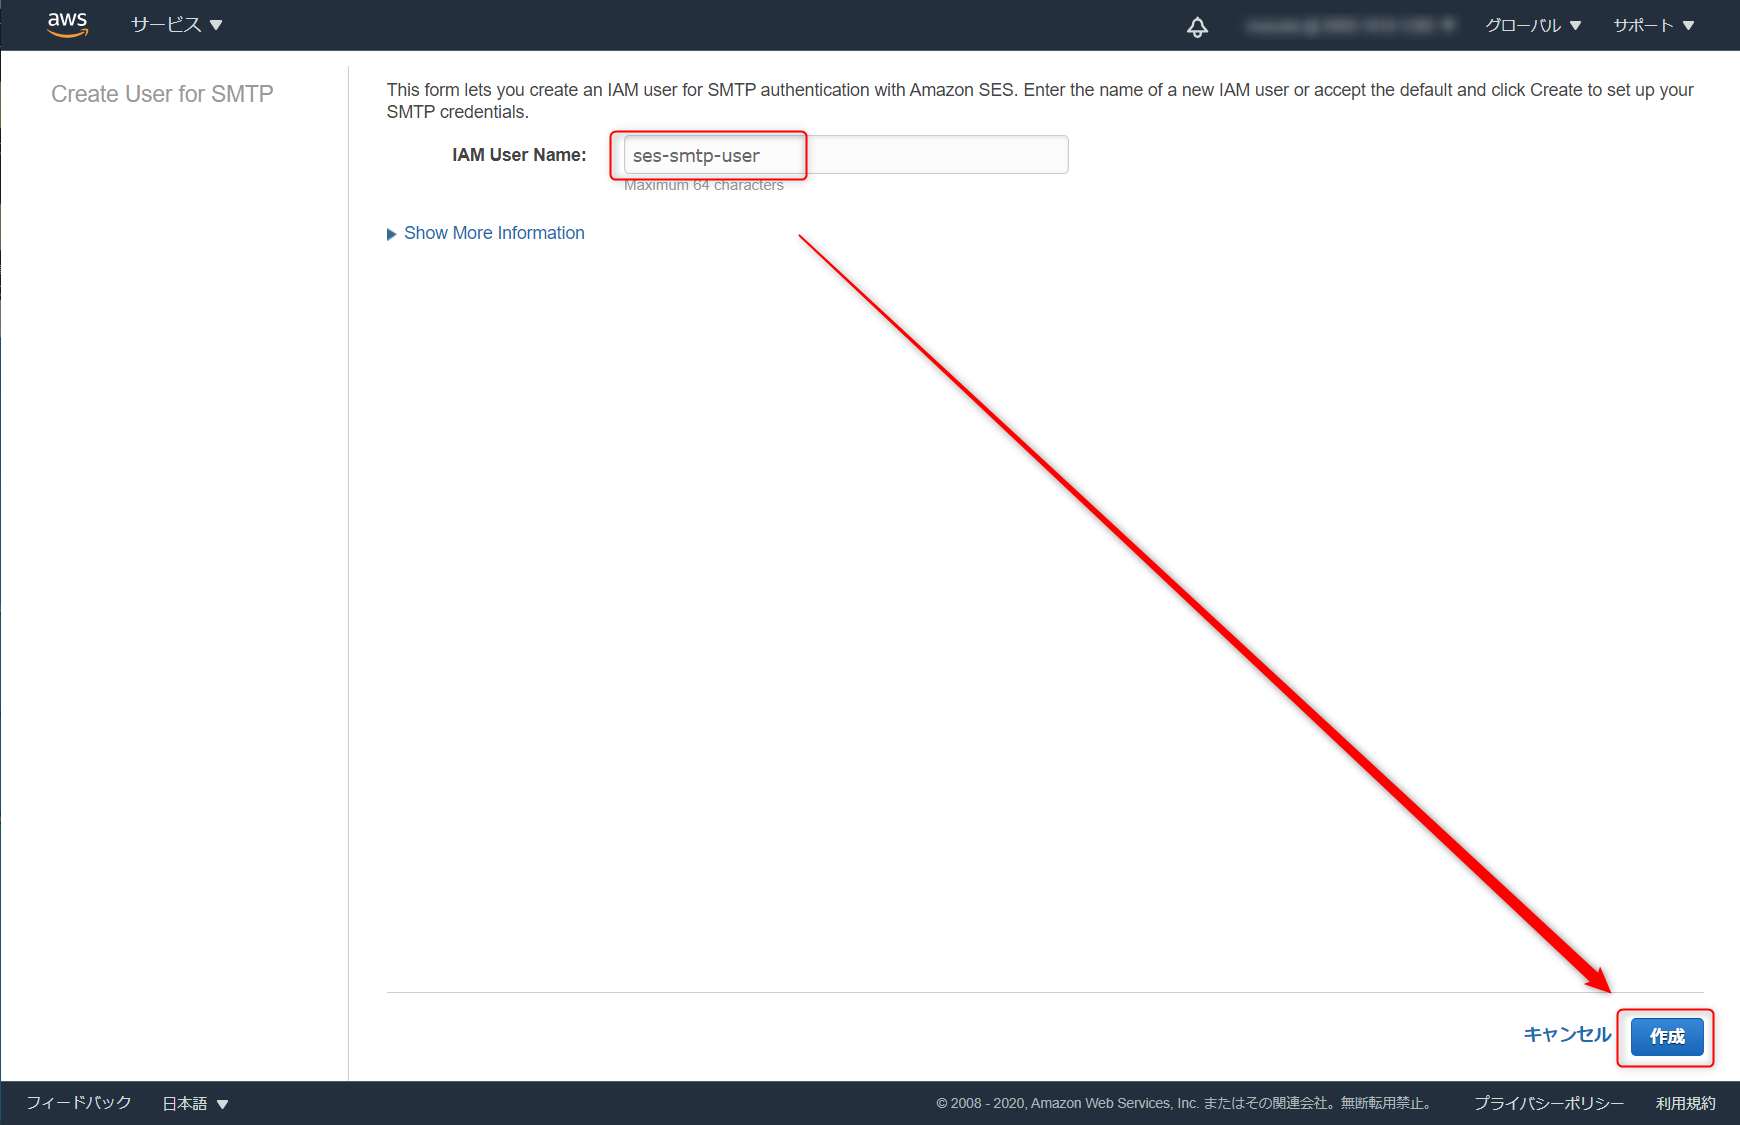 aws
サービス
グローバル
サポート
Create User for SMTP
This form lets you create an IAM user for SMTP authentication with Amazon SES. Enter the name of a new IAM user or accept the default and click Create to set up your
SMTP credentials.
IAM User Name:
ses-smtp-user
Maximum 64 characters
Show More Information
キャンセル
作成
フィードバック
日本語
© 2008 - 2020, Amazon Web Services, Inc. またはその関連会社。無断転用禁止。
プライバシーポリシー
利用規約